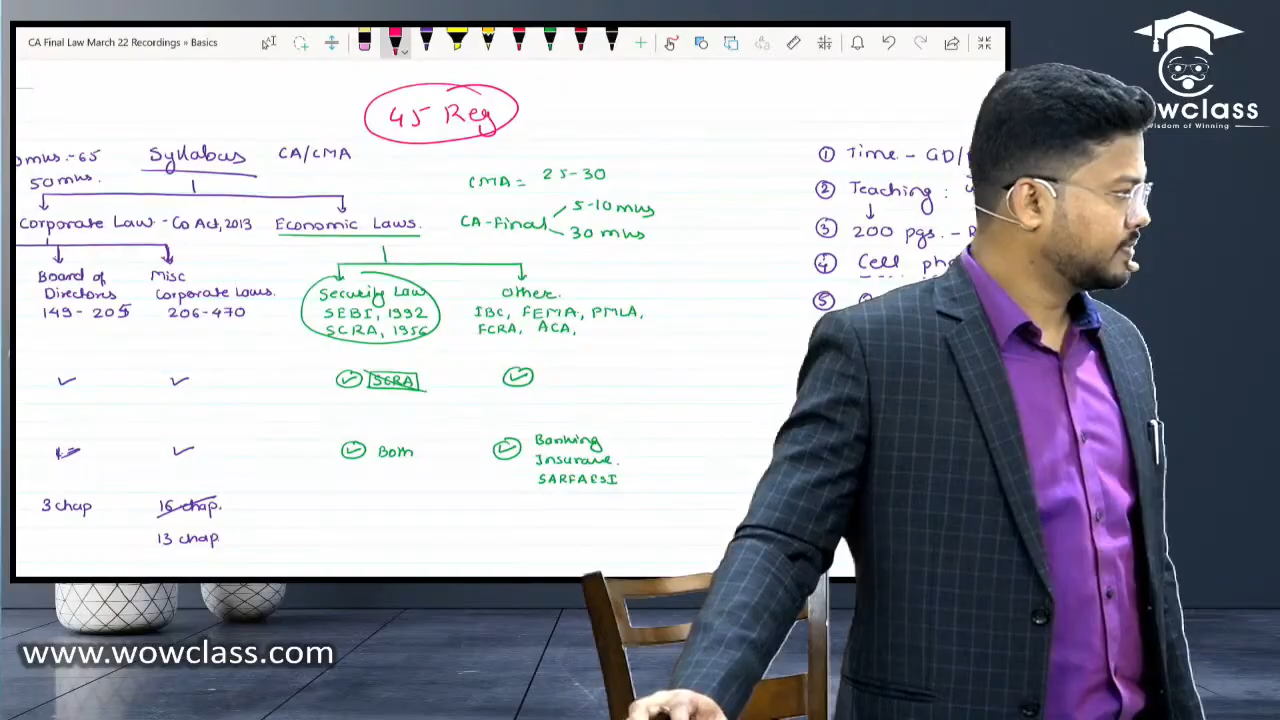 CA Final Law March 22 Recordings » Basics
45 Reg
mks.-65
50 mks.
Syllabus
CA/CMA
CMA = 25-30
CA-Final
5-10 mks
30 mks
Corporate Law - Co Act, 2013
Economic Laws.
Board of
Directors
149-205
Misc
Corporate Laws.
206-470
Security Law
SEBI, 1992
SCRA, 1956
Other.
IBC, FEMA, PMLA,
FCRA, ACA,
SCRA
Both
Banking
Insurance.
SARFAESI
3 chap
16 chap.
13 chap
① Time - GD/
② Teaching :
③ 200 pgs. -
④ Cell
⑤
wowclass
Wisdom of Winning
www.wowclass.com